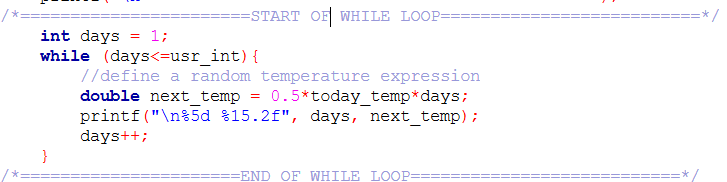 /*=======================START OF WHILE LOOP==========================*/
int days = 1;
while (days<=usr_int){
//define a random temperature expression
double next_temp = 0.5*today_temp*days;
printf("\n%5d %15.2f", days, next_temp);
days++;
}
/*======================END OF WHILE LOOP===========================*/